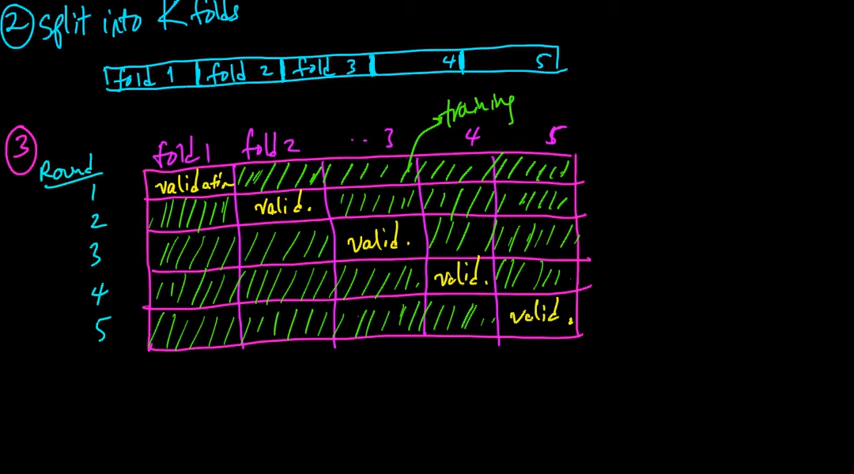 ② split into K folds
fold 1 fold 2 fold 3 4 5
training
③ fold 1 fold 2 .. 3 4 5
Round
1 validation
2 valid.
3 valid.
4 valid.
5 valid.